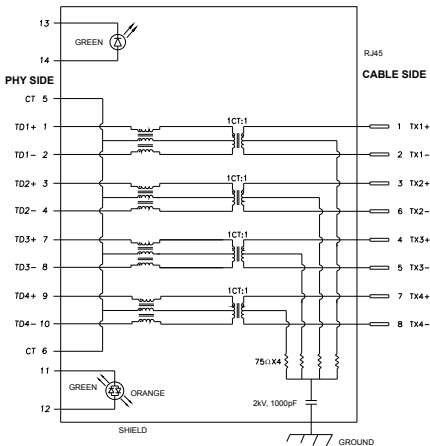 13
GREEN
14
RJ45
PHY SIDE
CABLE SIDE
CT 5
1CT:1
TD1+ 1
1 TX1+
TD1- 2
2 TX1-
1CT:1
TD2+ 3
3 TX2+
TD2- 4
6 TX2-
1CT:1
TD3+ 7
4 TX3+
TD3- 8
5 TX3-
1CT:1
TD4+ 9
7 TX4+
TD4- 10
8 TX4-
CT 6
75ΩX4
11
GREEN
ORANGE
12
2kV, 1000pF
SHIELD
GROUND